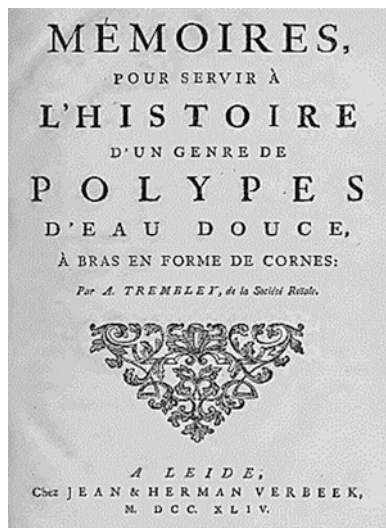 MÉMOIRES,
POUR SERVIR À
L'HISTOIRE
D'UN GENRE DE
POLYPES
D'EAU DOUCE,
À BRAS EN FORME DE CORNES:
Par A. TREMBLEY, de la Société Roïale.
A LEIDE,
Chez JEAN & HERMAN VERBEEK,
M. DCC. XLIV.